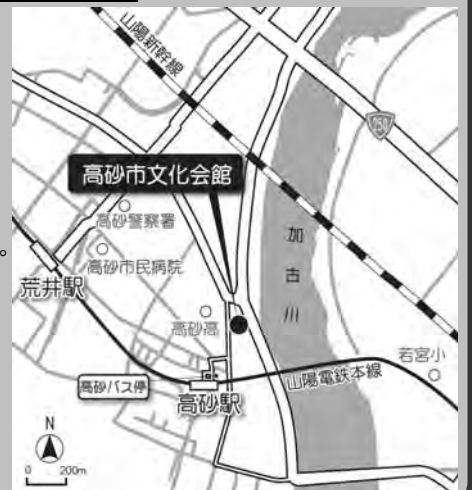 山陽新幹線
250
高砂市文化会館
高砂警察署
高砂市民病院
。
荒井駅
加古川
高砂高
若宮小
山陽電鉄本線
高砂バス停
高砂駅
N
0 200m